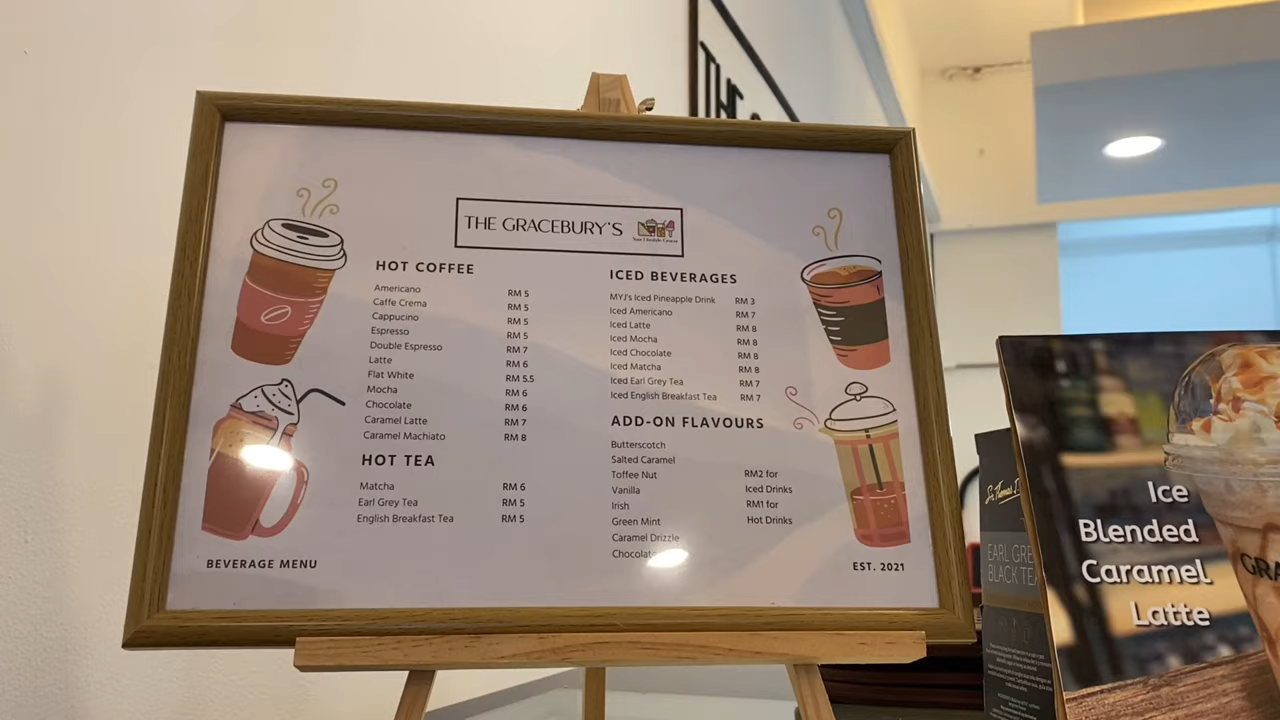 THE
THE GRACEBURY'S
HOT COFFEE
Americano RM 5
Caffe Crema RM 5
Cappucino RM 5
Espresso RM 5
Double Espresso RM 7
Latte RM 6
Flat White RM 5.5
Mocha RM 6
Chocolate RM 6
Caramel Latte RM 7
Caramel Machiato RM 8
HOT TEA
Matcha RM 6
Earl Grey Tea RM 5
English Breakfast Tea RM 5
BEVERAGE MENU
ICED BEVERAGES
MYJ's Iced Pineapple Drink RM 3
Iced Americano RM 7
Iced Latte RM 8
Iced Mocha RM 8
Iced Chocolate RM 8
Iced Matcha RM 8
Iced Earl Grey Tea RM 7
Iced English Breakfast Tea RM 7
ADD-ON FLAVOURS
Butterscotch
Salted Caramel
Toffee Nut RM2 for
Vanilla Iced Drinks
Irish RM1 for
Green Mint Hot Drinks
Caramel Drizzle
Chocolate
EST. 2021
EARL GRE
BLACK TEA
Ice
Blended
Caramel
Latte
GRA